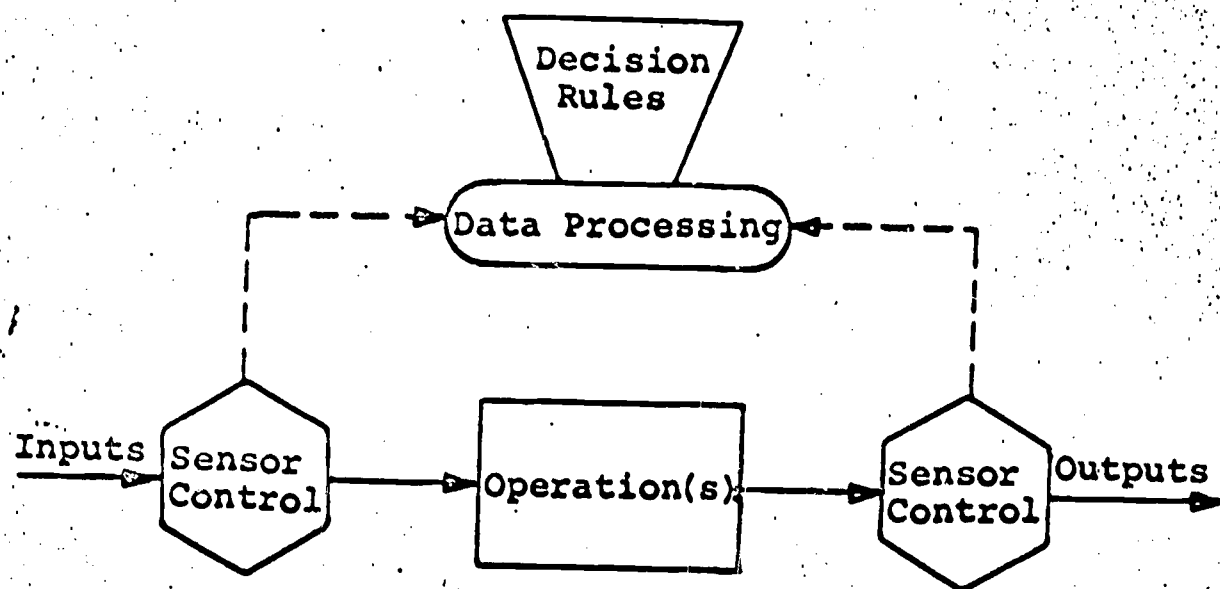 Decision
Rules
Data Processing
Inputs
Sensor
Control
Operation(s)
Sensor
Control
Outputs